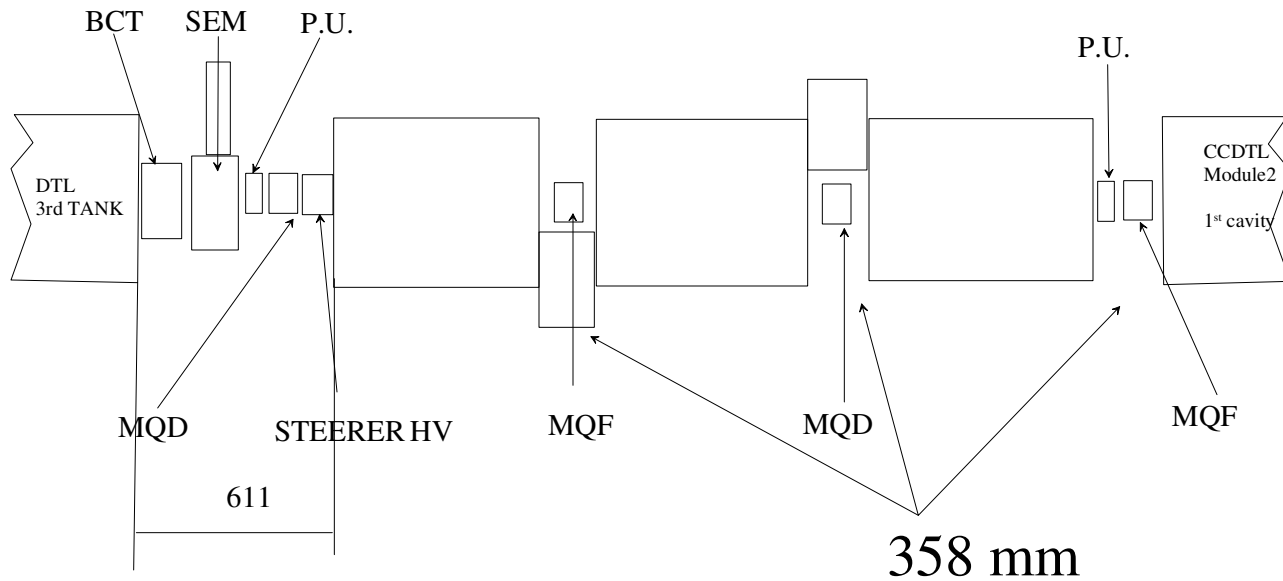 BCT
SEM
P.U.
P.U.
DTL
3rd TANK
CCDTL
Module2
1st cavity
MQD
STEERER HV
MQF
MQD
MQF
611
358 mm